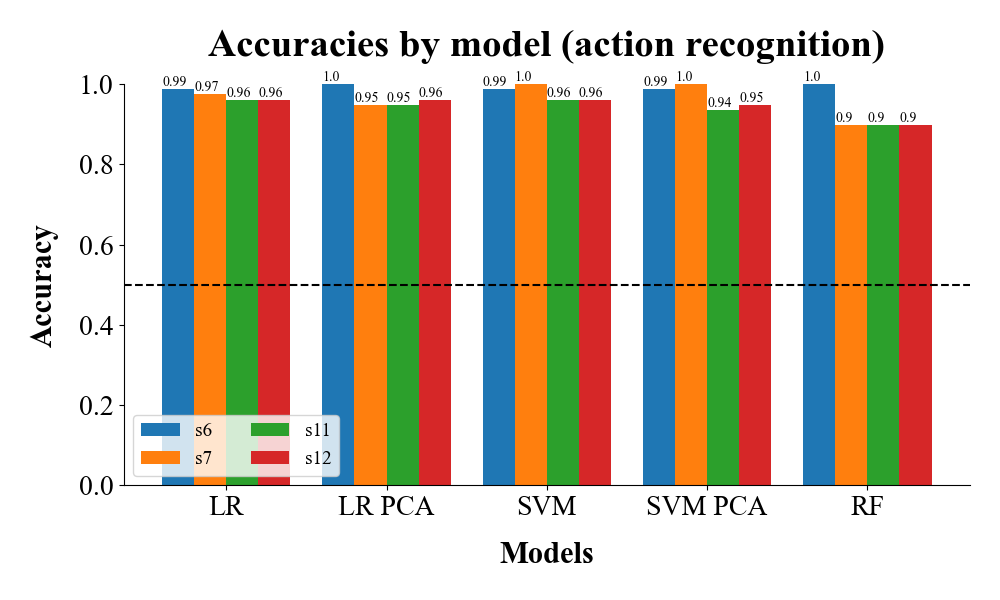 Accuracies by model (action recognition)
1.0
0.8
0.6
0.4
0.2
0.0
Accuracy
0.99 0.97 0.96 0.96
1.0 0.95 0.95 0.96
0.99 1.0 0.96 0.96
0.99 1.0 0.94 0.95
1.0 0.9 0.9 0.9
s6 s11
s7 s12
LR LR PCA SVM SVM PCA RF
Models